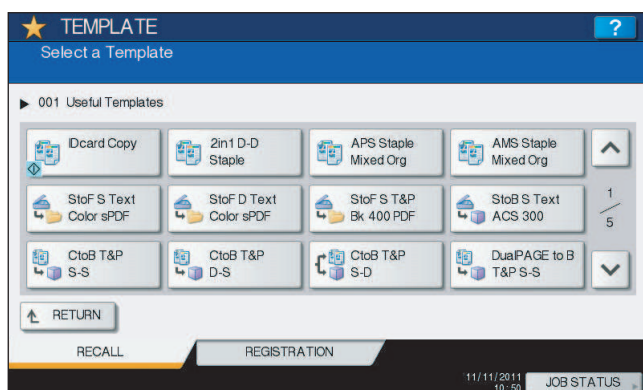 TEMPLATE
?
Select a Template
001 Useful Templates
IDcard Copy
2in1 D-D
Staple
APS Staple
Mixed Org
AMS Staple
Mixed Org
StoF S Text
Color sPDF
StoF D Text
Color sPDF
StoF S T&P
Bk 400 PDF
StoB S Text
ACS 300
1
5
CtoB T&P
S-S
CtoB T&P
D-S
CtoB T&P
S-D
DualPAGE to B
T&P S-S
RETURN
RECALL
REGISTRATION
11/11/2011
10:50
JOB STATUS